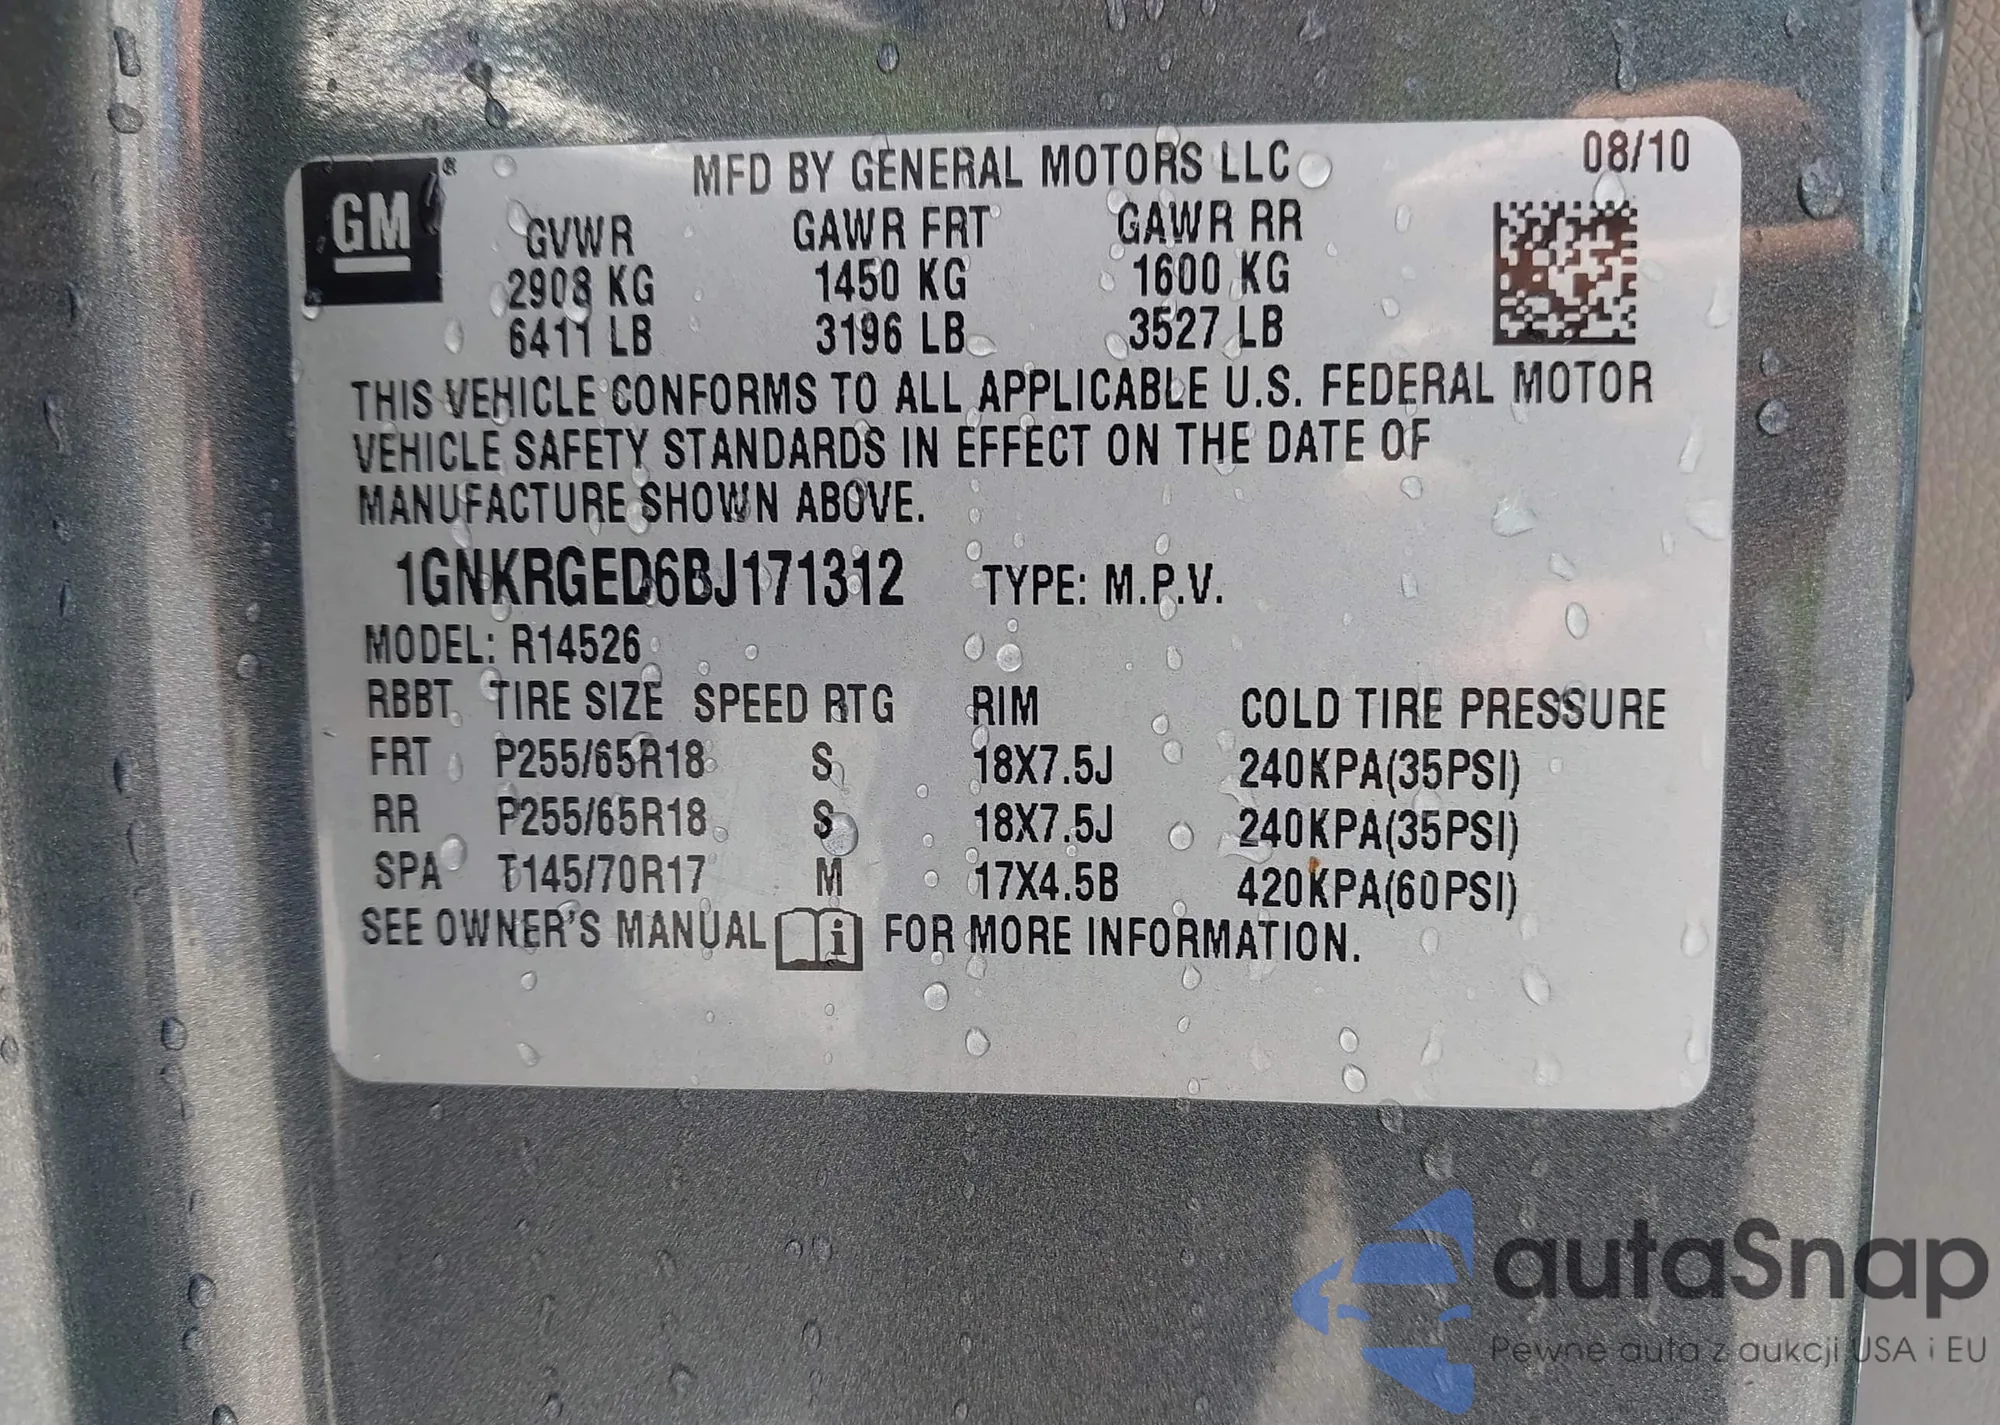 GM®
MFD BY GENERAL MOTORS LLC 08/10
GVWR GAWR FRT GAWR RR
2908 KG 1450 KG 1600 KG
6411 LB 3196 LB 3527 LB
THIS VEHICLE CONFORMS TO ALL APPLICABLE U.S. FEDERAL MOTOR
VEHICLE SAFETY STANDARDS IN EFFECT ON THE DATE OF
MANUFACTURE SHOWN ABOVE.
1GNKRGED6BJ171312 TYPE: M.P.V.
MODEL: R14526
RBBT TIRE SIZE SPEED RTG RIM COLD TIRE PRESSURE
FRT P255/65R18 S 18X7.5J 240KPA(35PSI)
RR P255/65R18 S 18X7.5J 240KPA(35PSI)
SPA T145/70R17 M 17X4.5B 420KPA(60PSI)
SEE OWNER'S MANUAL i FOR MORE INFORMATION.
autaSnap
Pewne auta z aukcji USA i EU